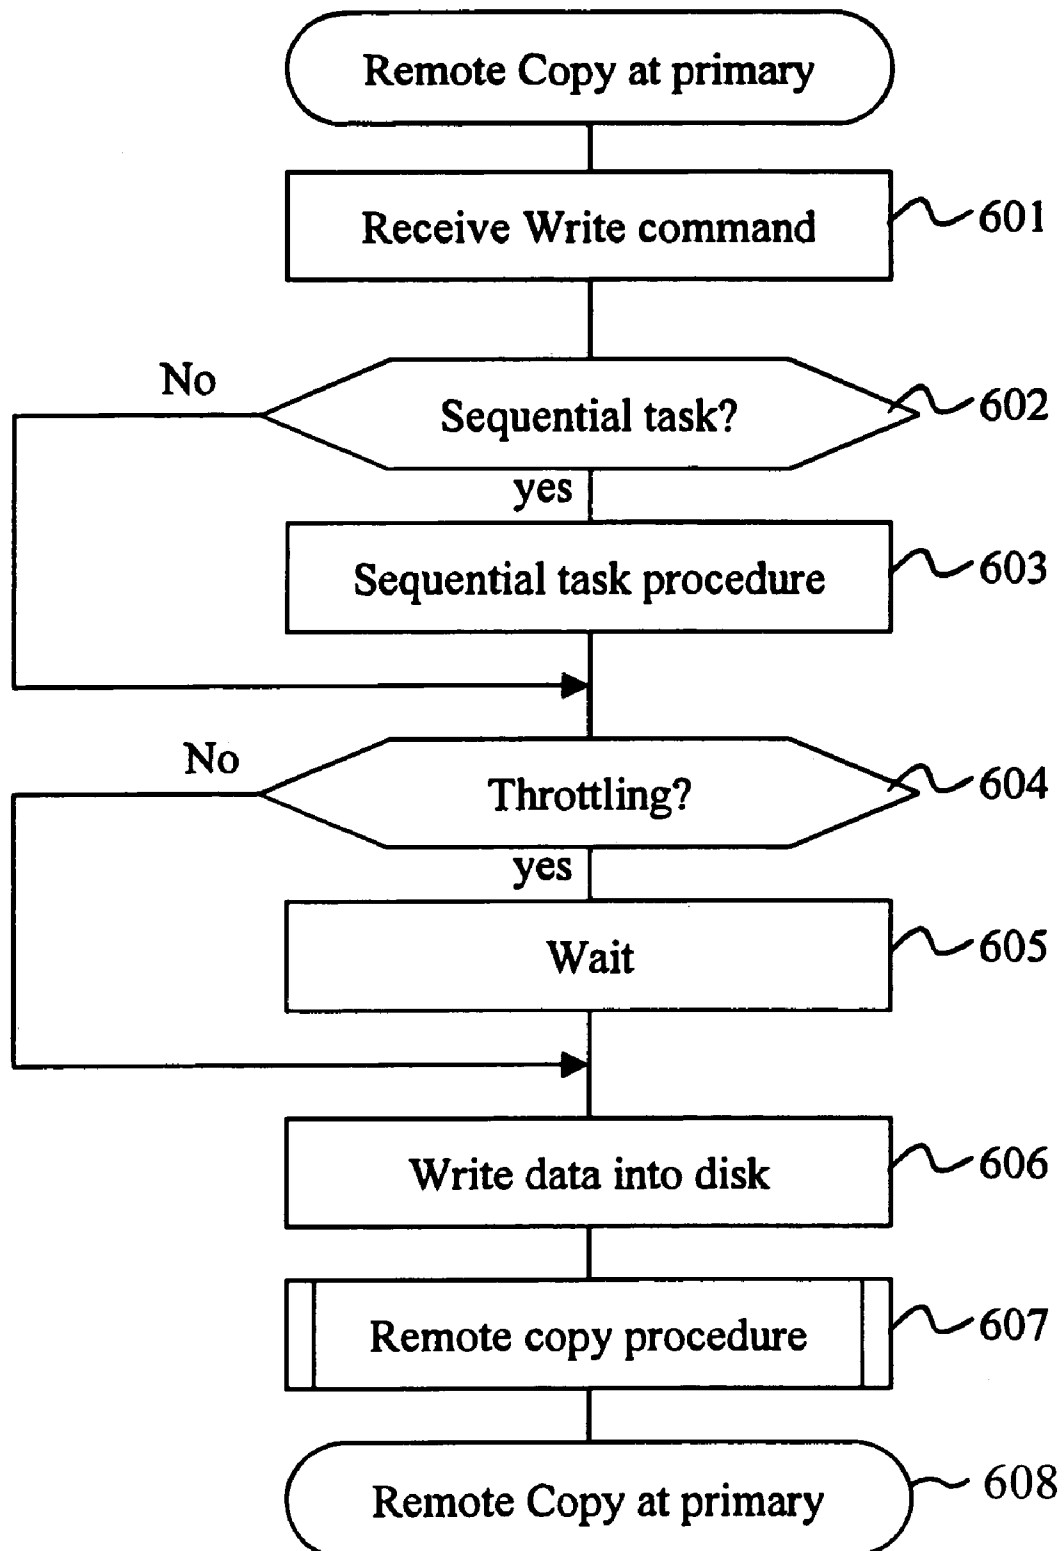 Remote Copy at primary
Receive Write command
601
No
Sequential task?
602
yes
Sequential task procedure
603
No
Throttling?
604
yes
Wait
605
Write data into disk
606
Remote copy procedure
607
Remote Copy at primary
608